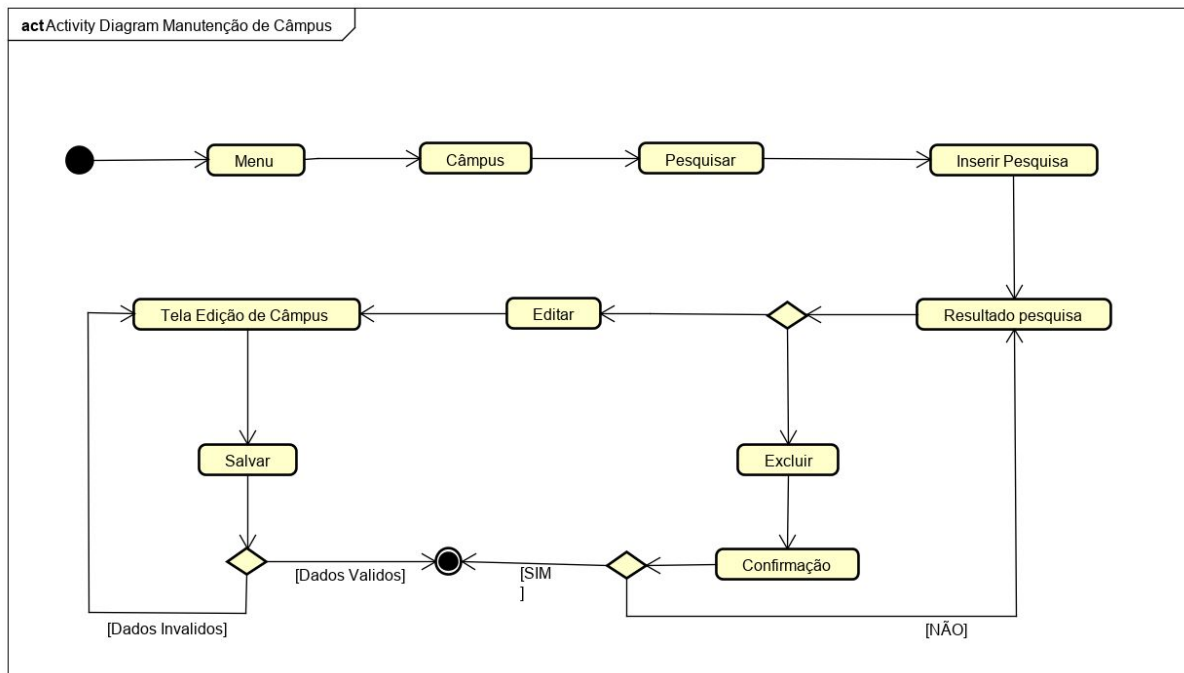 act Activity Diagram Manutenção de Câmpus
Menu
Câmpus
Pesquisar
Inserir Pesquisa
Tela Edição de Câmpus
Editar
Resultado pesquisa
Salvar
Excluir
Confirmação
[Dados Validos]
[SIM
]
[Dados Invalidos]
[NÃO]